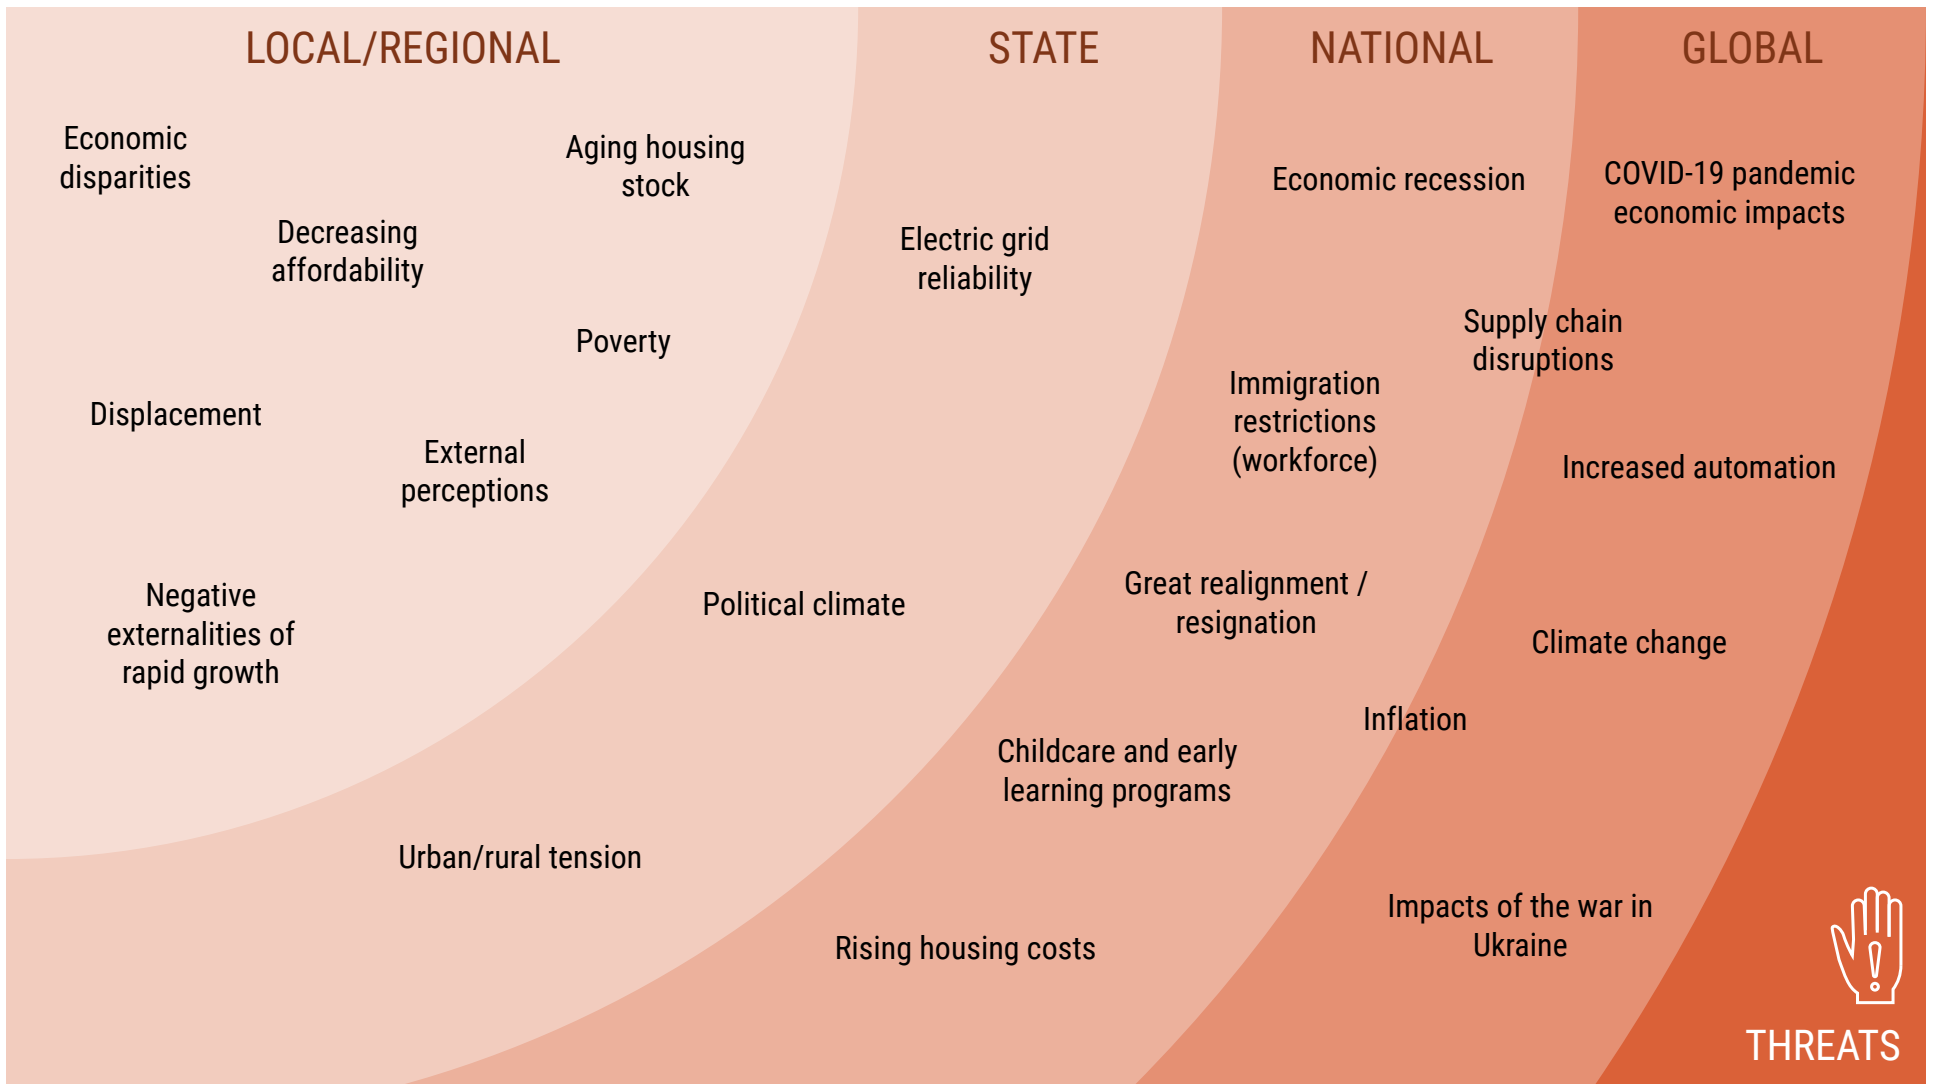 LOCAL/REGIONAL
STATE
NATIONAL
GLOBAL
Economic
disparities
Aging housing
stock
Decreasing
affordability
Poverty
Displacement
External
perceptions
Negative
externalities of
rapid growth
Electric grid
reliability
Political climate
Urban/rural tension
Economic recession
Immigration
restrictions
(workforce)
Great realignment /
resignation
Childcare and early
learning programs
Rising housing costs
COVID-19 pandemic
economic impacts
Supply chain
disruptions
Increased automation
Climate change
Inflation
Impacts of the war in
Ukraine
THREATS